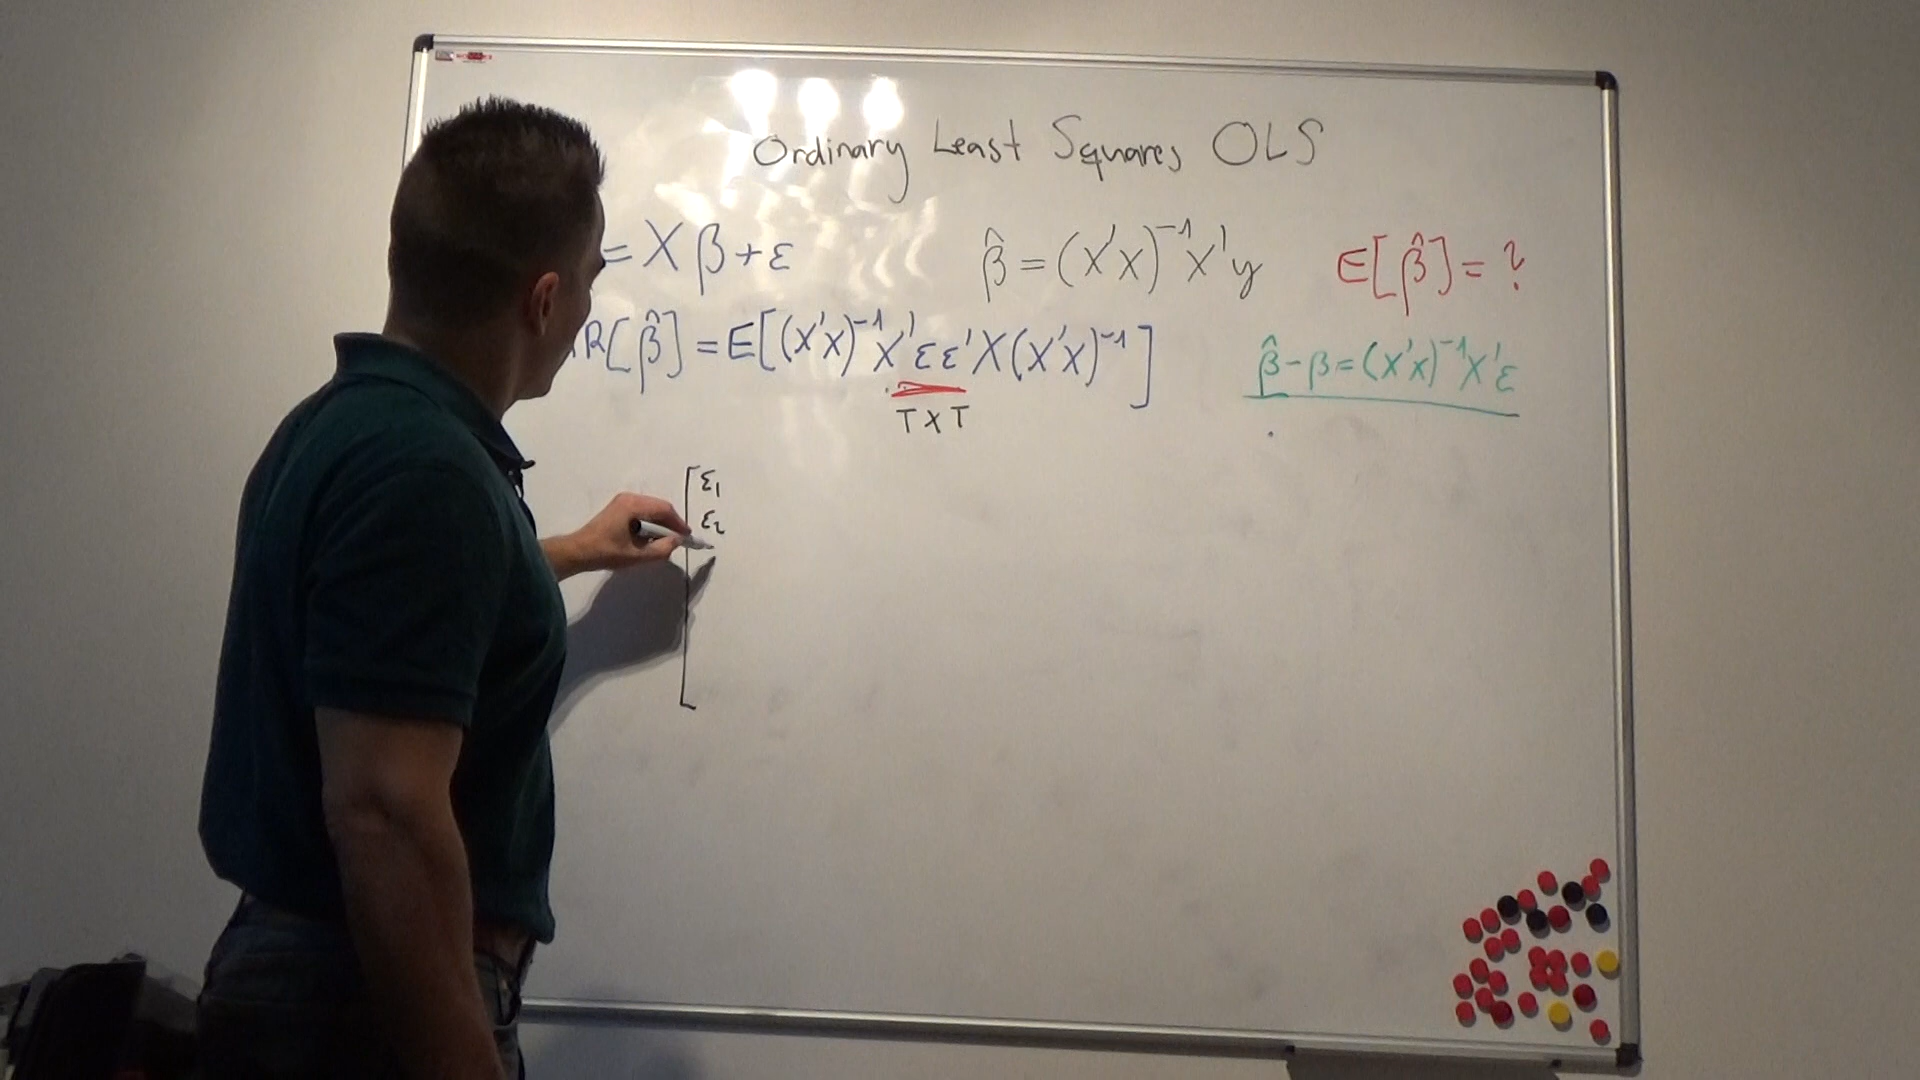 Ordinary Least Squares OLS
= Xβ + ε
β̂ = (X'X)⁻¹X'y
E[β̂] = ?
R[β̂] = E[(X'X)⁻¹X'εε'X(X'X)⁻¹]
β̂ - β = (X'X)⁻¹X'ε
T X T
ε₁
ε₂